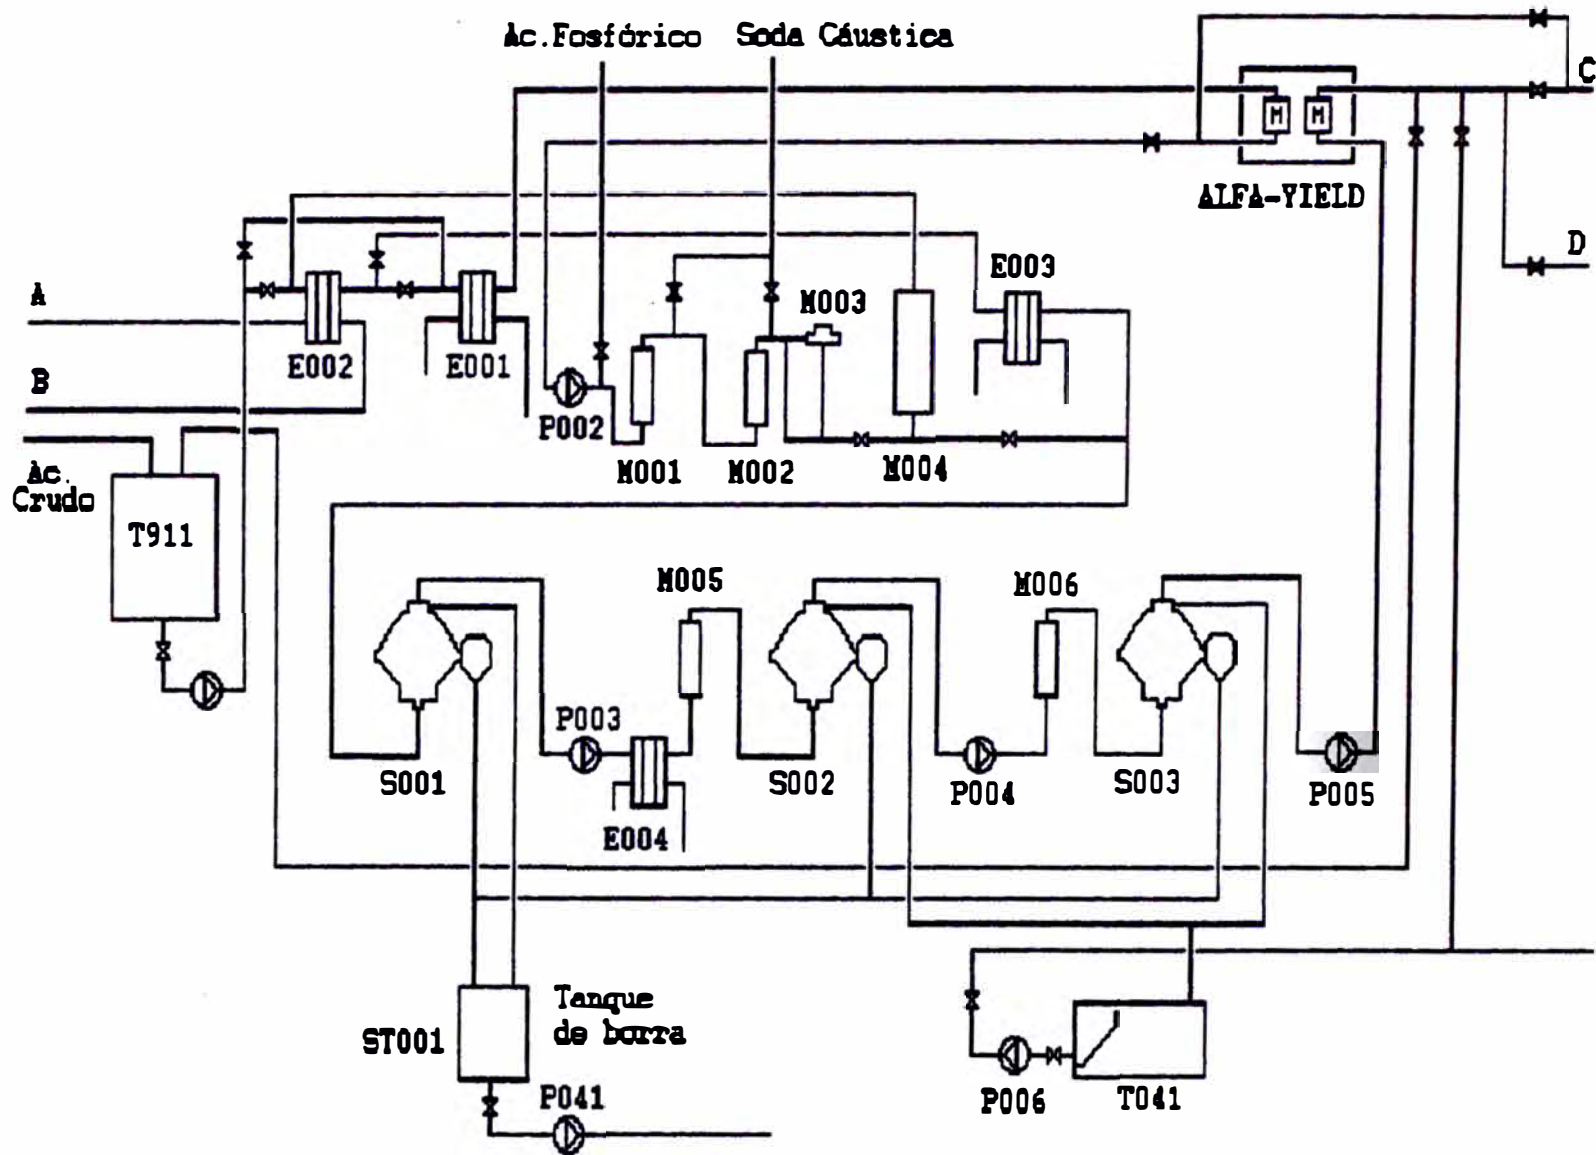 Ac.Fosfórico Soda Cáustica
C
M M
ALFA-YIELD
D
A
E003
M003
E002 E001
B
P002
M001 M002 M004
Ac.
Crudo
T911
M005 M006
P003
S001 S002 P004 S003 P005
E004
Tanque
de borra
ST001
P041 P006 T041